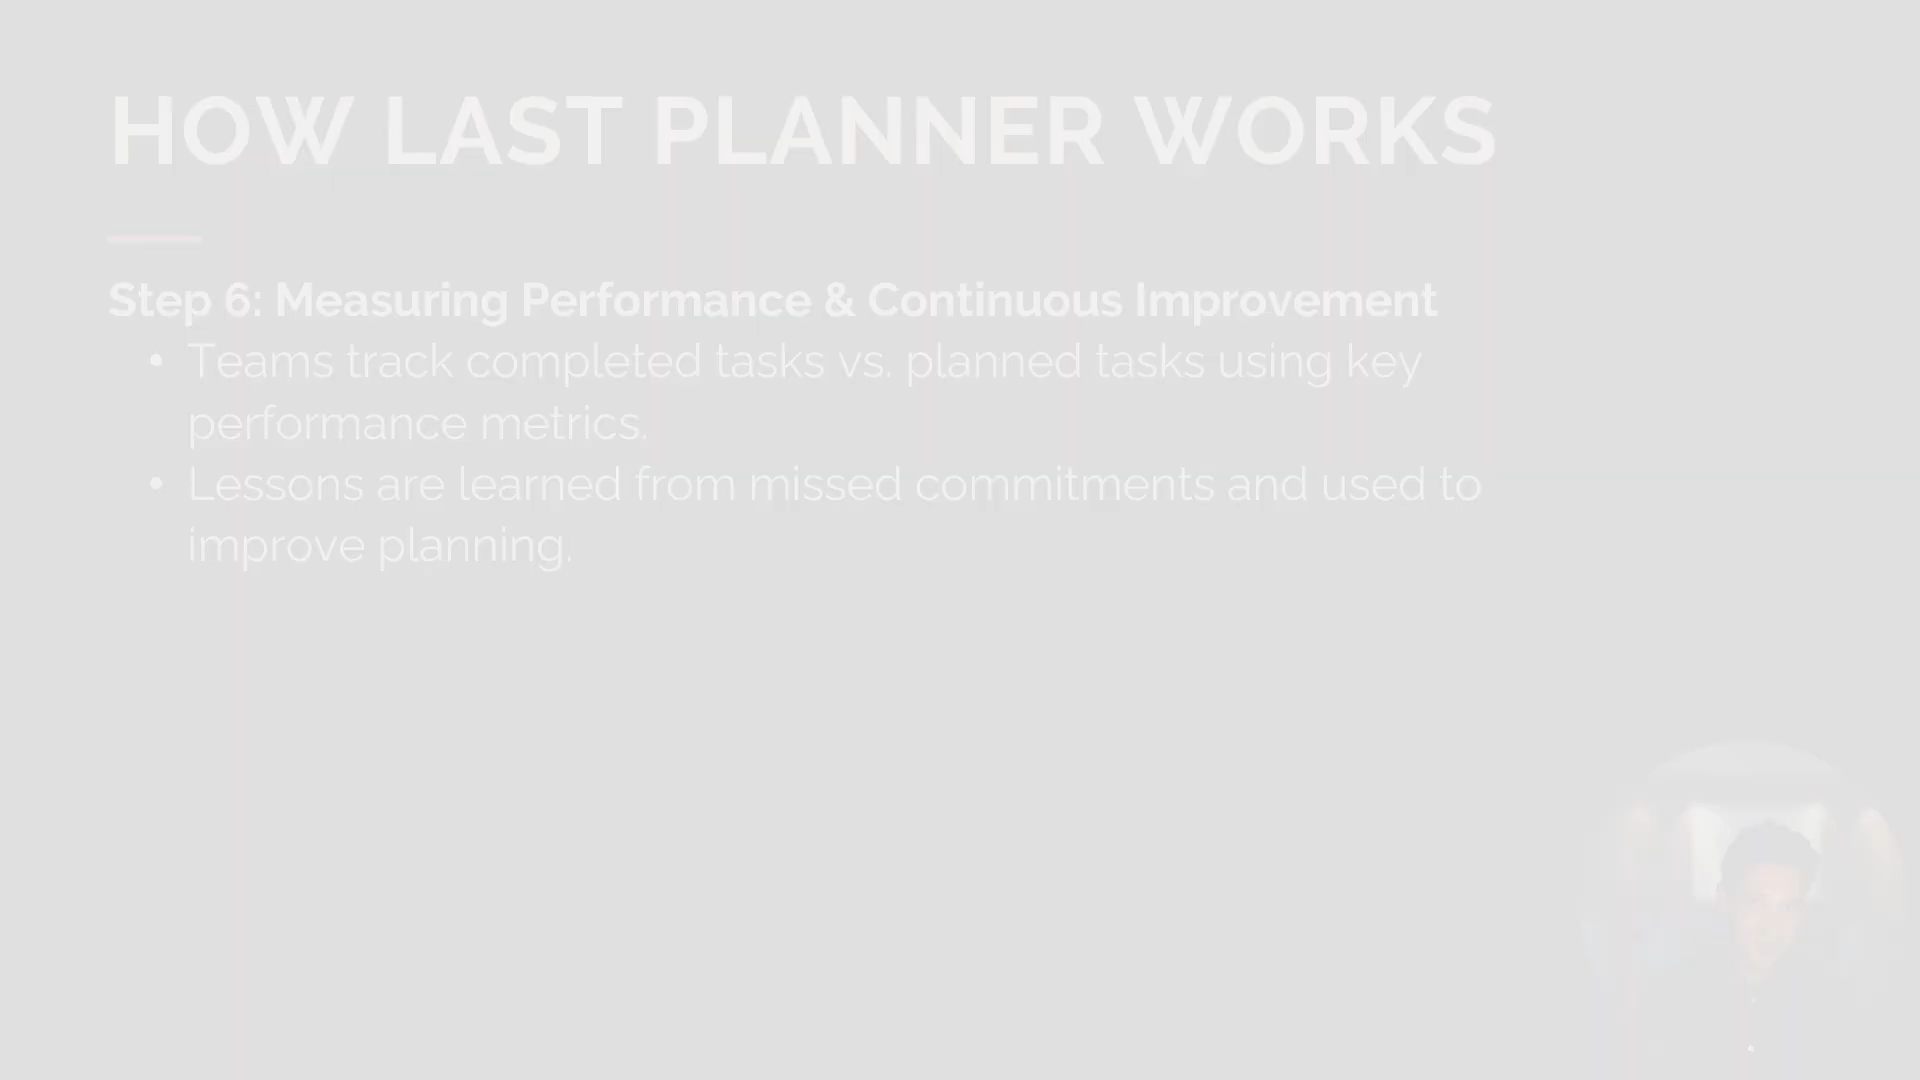 HOW LAST PLANNER WORKS
Step 6: Measuring Performance & Continuous Improvement
• Teams track completed tasks vs. planned tasks using key
performance metrics.
• Lessons are learned from missed commitments and used to
improve planning.